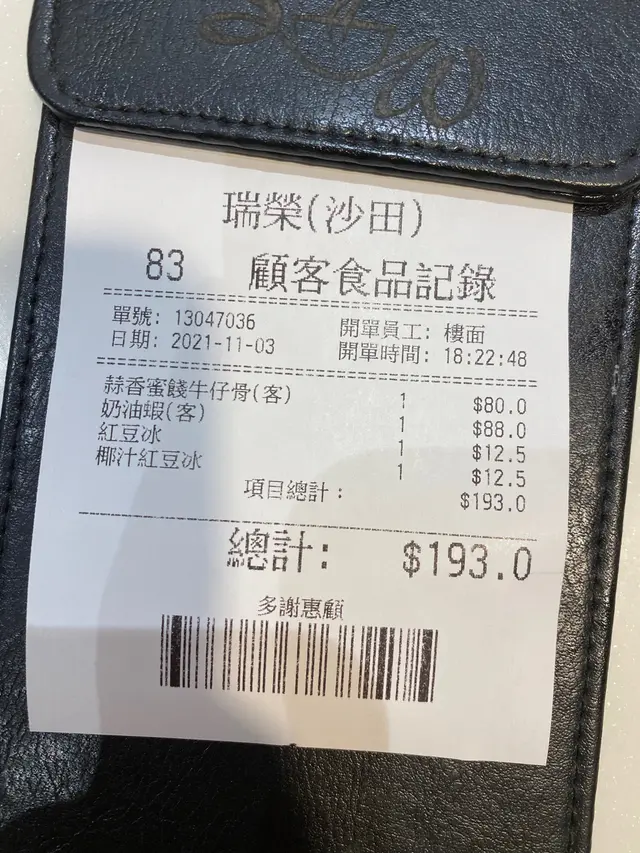 瑞榮(沙田)
83 顧客食品記錄
單號: 13047036 開單員工: 樓面
日期: 2021-11-03 開單時間: 18:22:48
蒜香蜜餞牛仔骨(客) 1 $80.0
奶油蝦(客) 1 $88.0
紅豆冰 1 $12.5
椰汁紅豆冰 1 $12.5
項目總計: $193.0
總計: $193.0
多謝惠顧